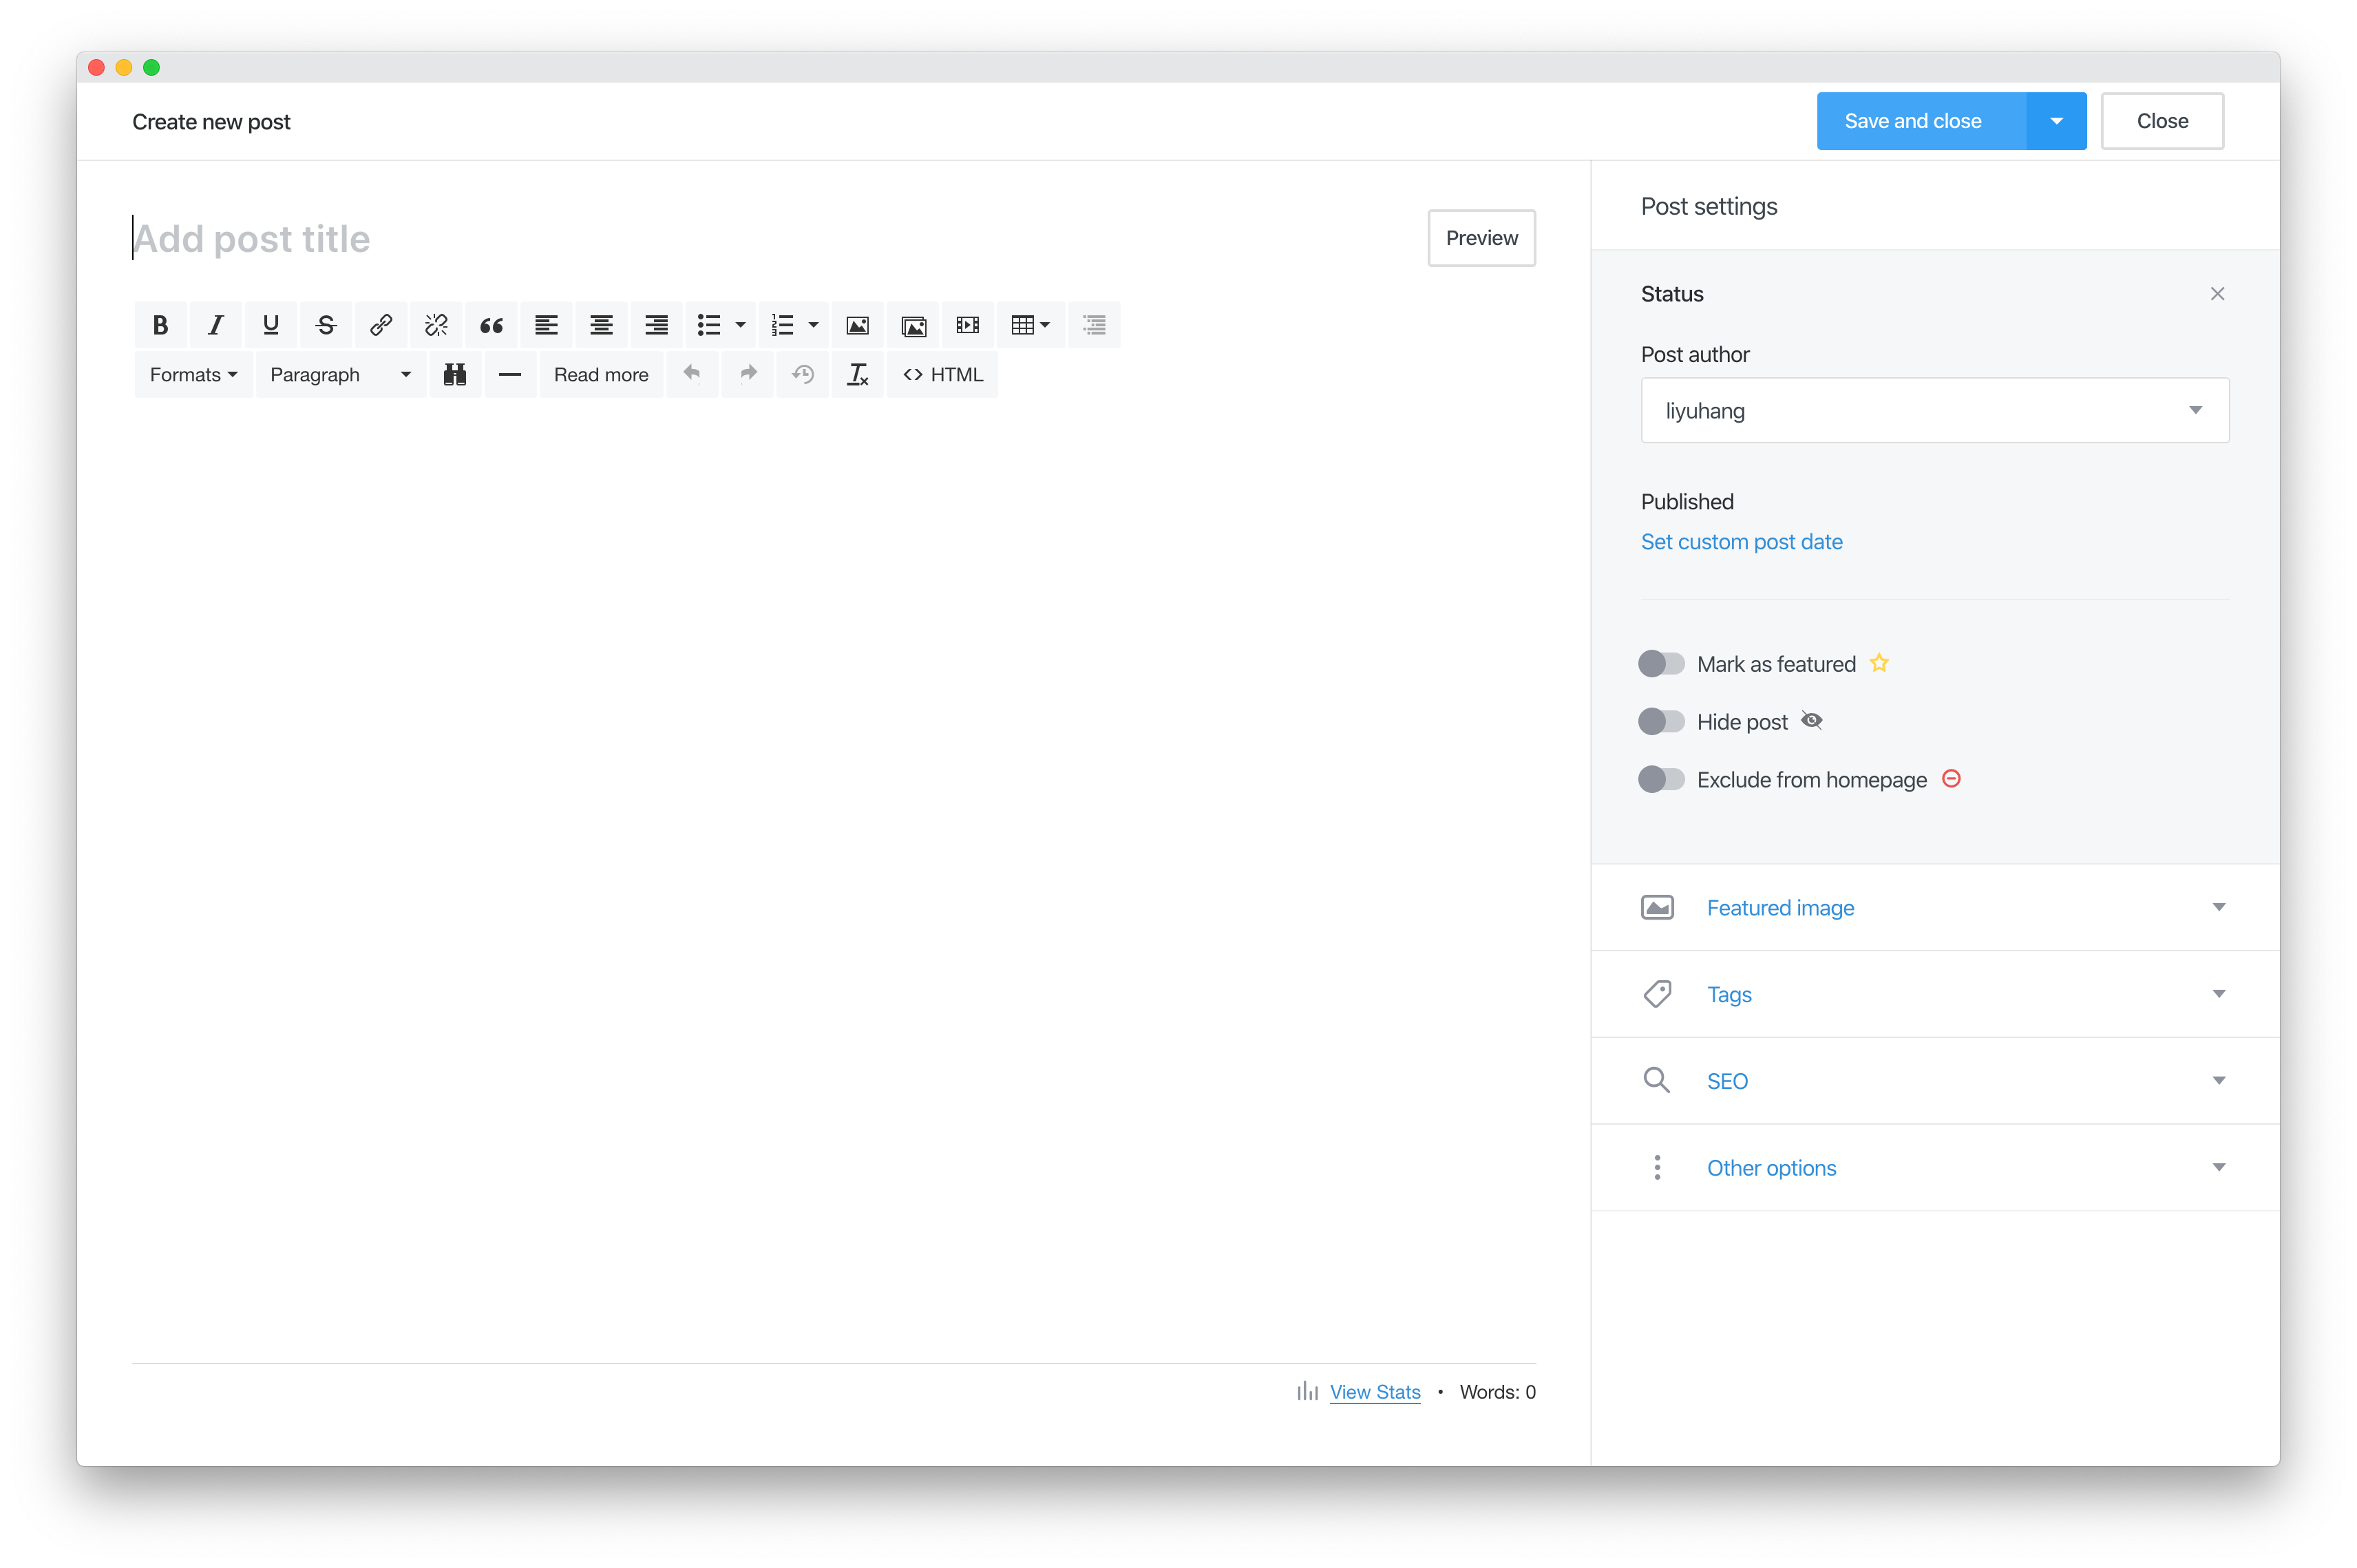 Create new post
Save and close
Close
Add post title
Preview
Formats
Paragraph
Read more
<> HTML
View Stats • Words: 0
Post settings
Status
Post author
liyuhang
Published
Set custom post date
Mark as featured
Hide post
Exclude from homepage
Featured image
Tags
SEO
Other options